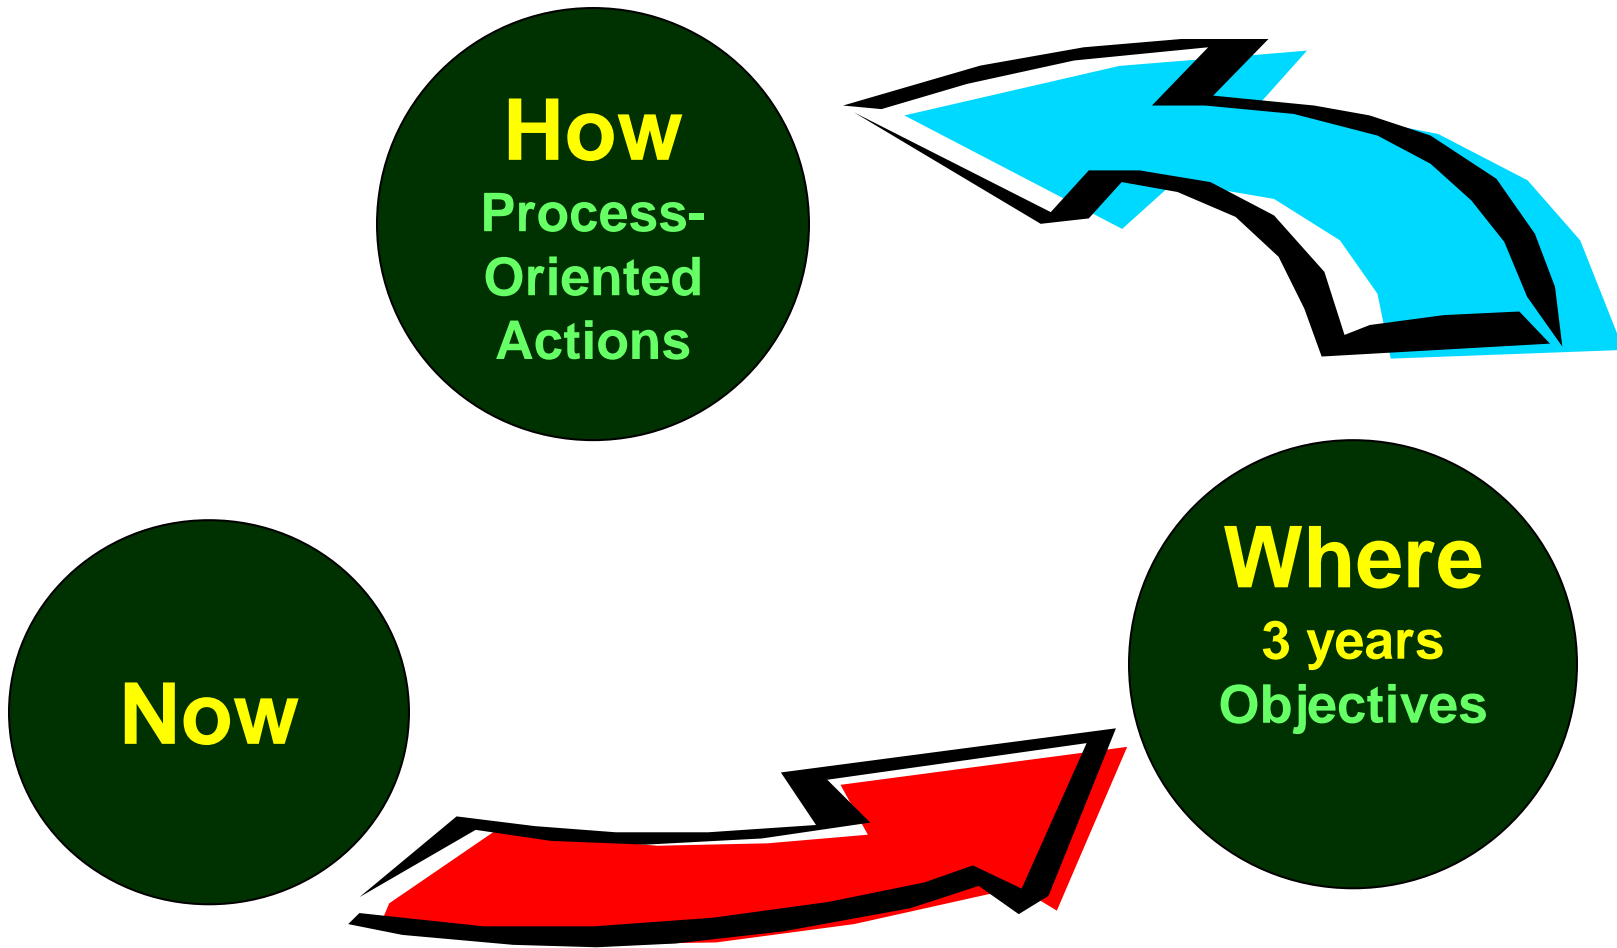 How
Process-
Oriented
Actions
Now
Where
3 years
Objectives